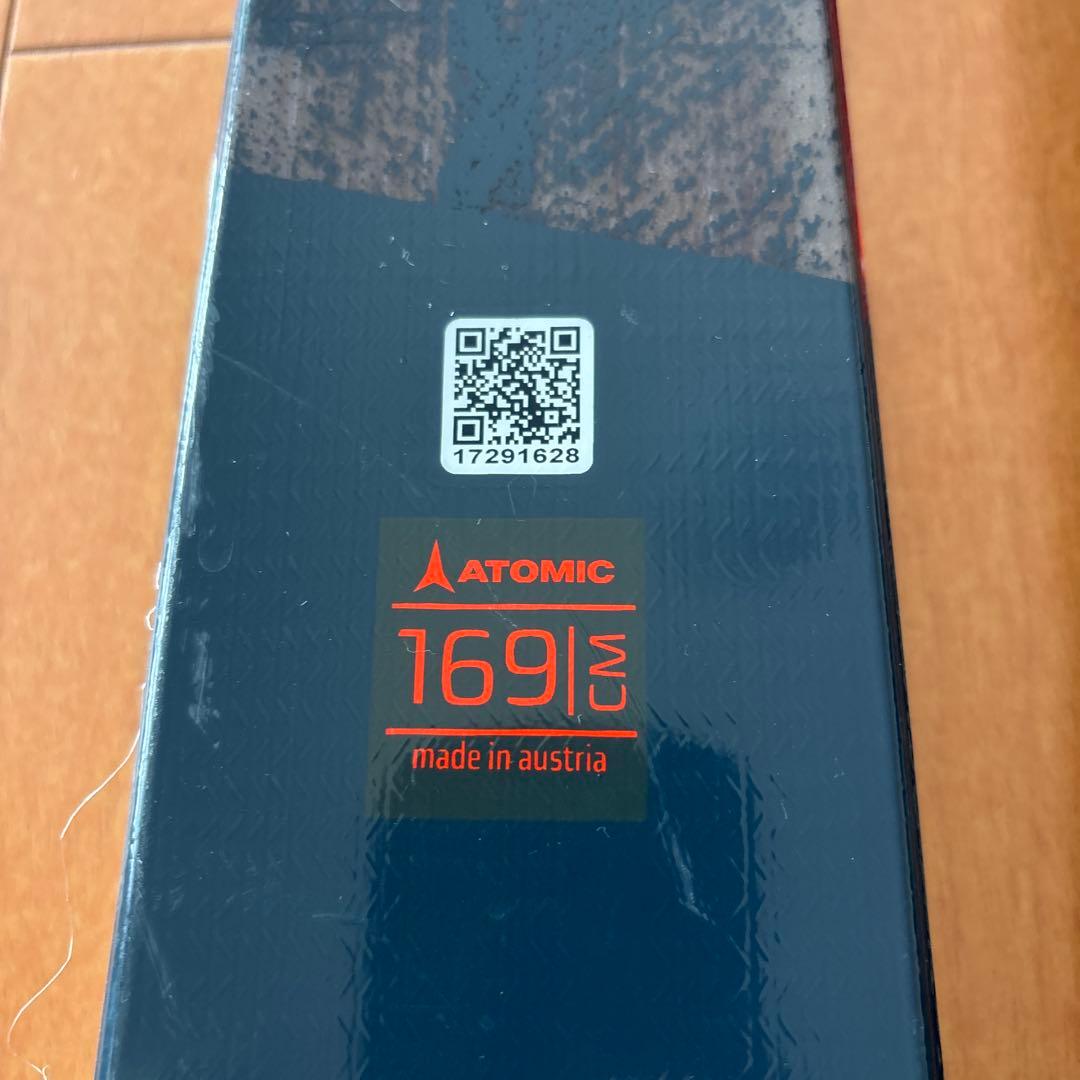 17291628
ATOMIC
169|CM
made in austria